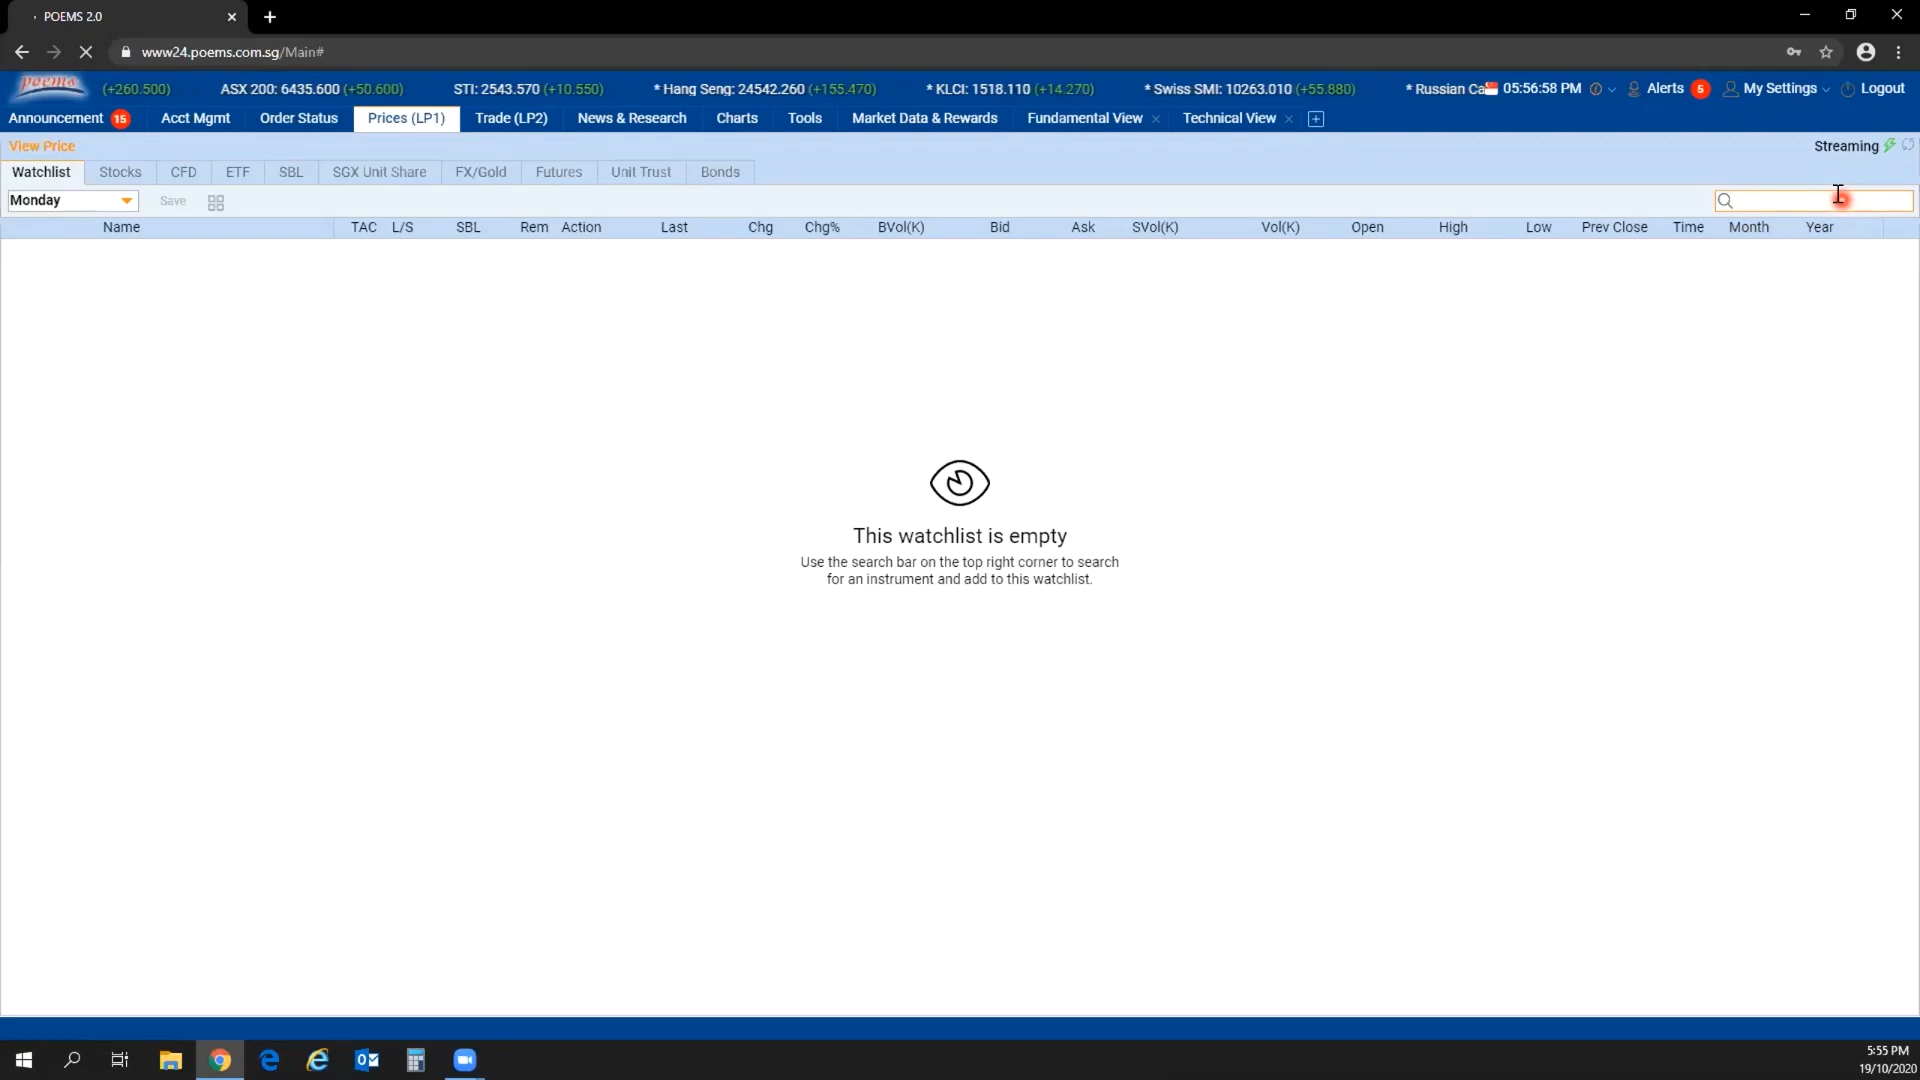 POEMS 2.0
www24.poems.com.sg/Main#
poems (+260.500) ASX 200: 6435.600 (+50.600) STI: 2543.570 (+10.550) * Hang Seng: 24542.260 (+155.470) * KLCI: 1518.110 (+14.270) * Swiss SMI: 10263.010 (+55.880) * Russian Ca 05:56:58 PM Alerts 5 My Settings Logout
Announcement 15 Acct Mgmt Order Status Prices (LP1) Trade (LP2) News & Research Charts Tools Market Data & Rewards Fundamental View Technical View
View Price Streaming
Watchlist Stocks CFD ETF SBL SGX Unit Share FX/Gold Futures Unit Trust Bonds
Monday Save
Name TAC L/S SBL Rem Action Last Chg Chg% BVol(K) Bid Ask SVol(K) Vol(K) Open High Low Prev Close Time Month Year
This watchlist is empty
Use the search bar on the top right corner to search
for an instrument and add to this watchlist.
5:55 PM
19/10/2020